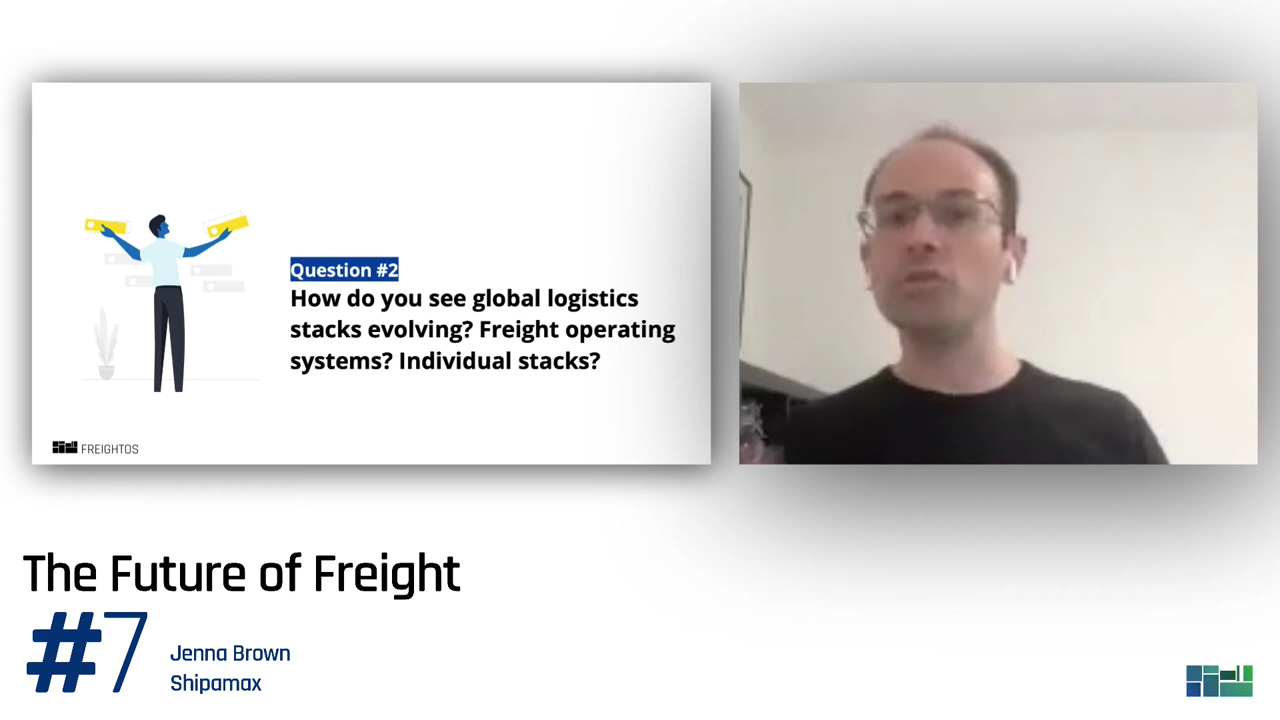 Question #2
How do you see global logistics
stacks evolving? Freight operating
systems? Individual stacks?
FREIGHTOS
The Future of Freight
#7
Jenna Brown
Shipamax